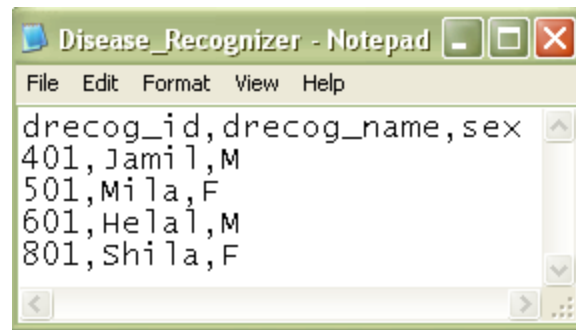 Disease_Recognizer - Notepad
File Edit Format View Help
drecog_id,drecog_name,sex
401,Jamil,M
501,Mila,F
601,Helal,M
801,Shila,F